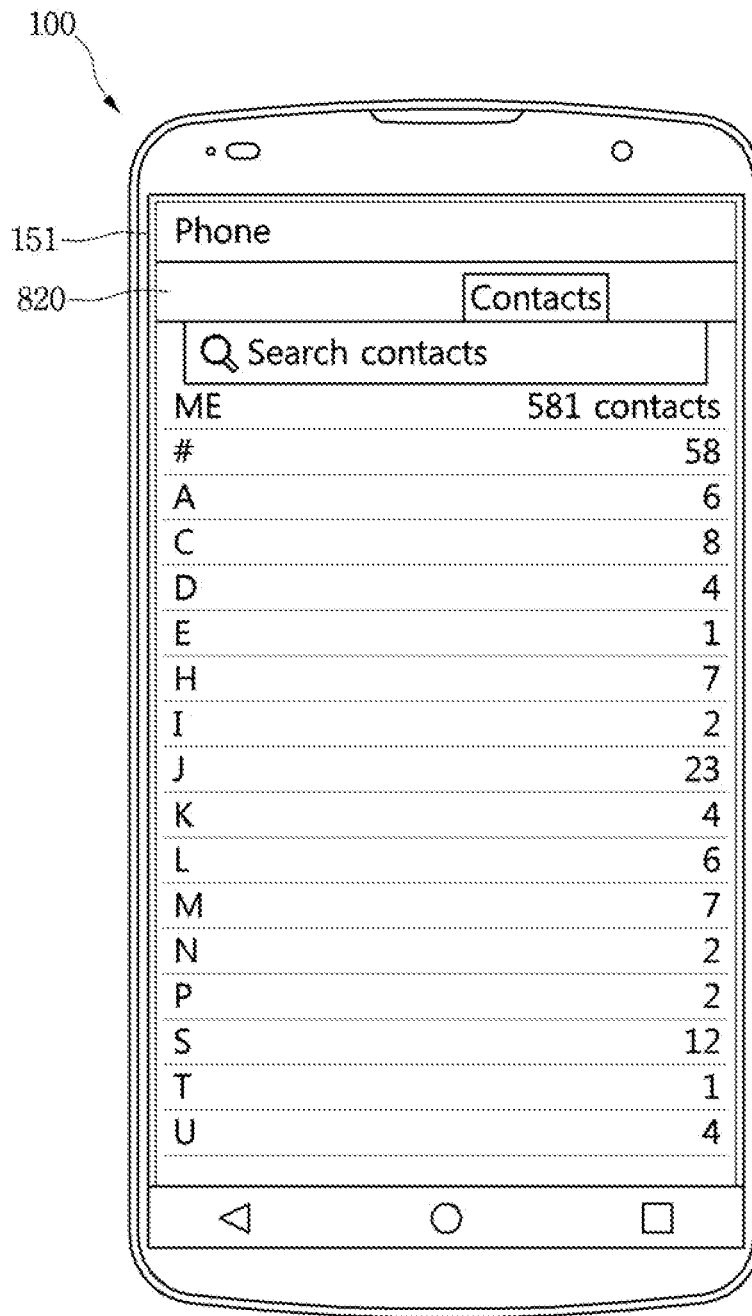 100
151
820
Phone
Contacts
Search contacts
ME 581 contacts
# 58
A 6
C 8
D 4
E 1
H 7
I 2
J 23
K 4
L 6
M 7
N 2
P 2
S 12
T 1
U 4